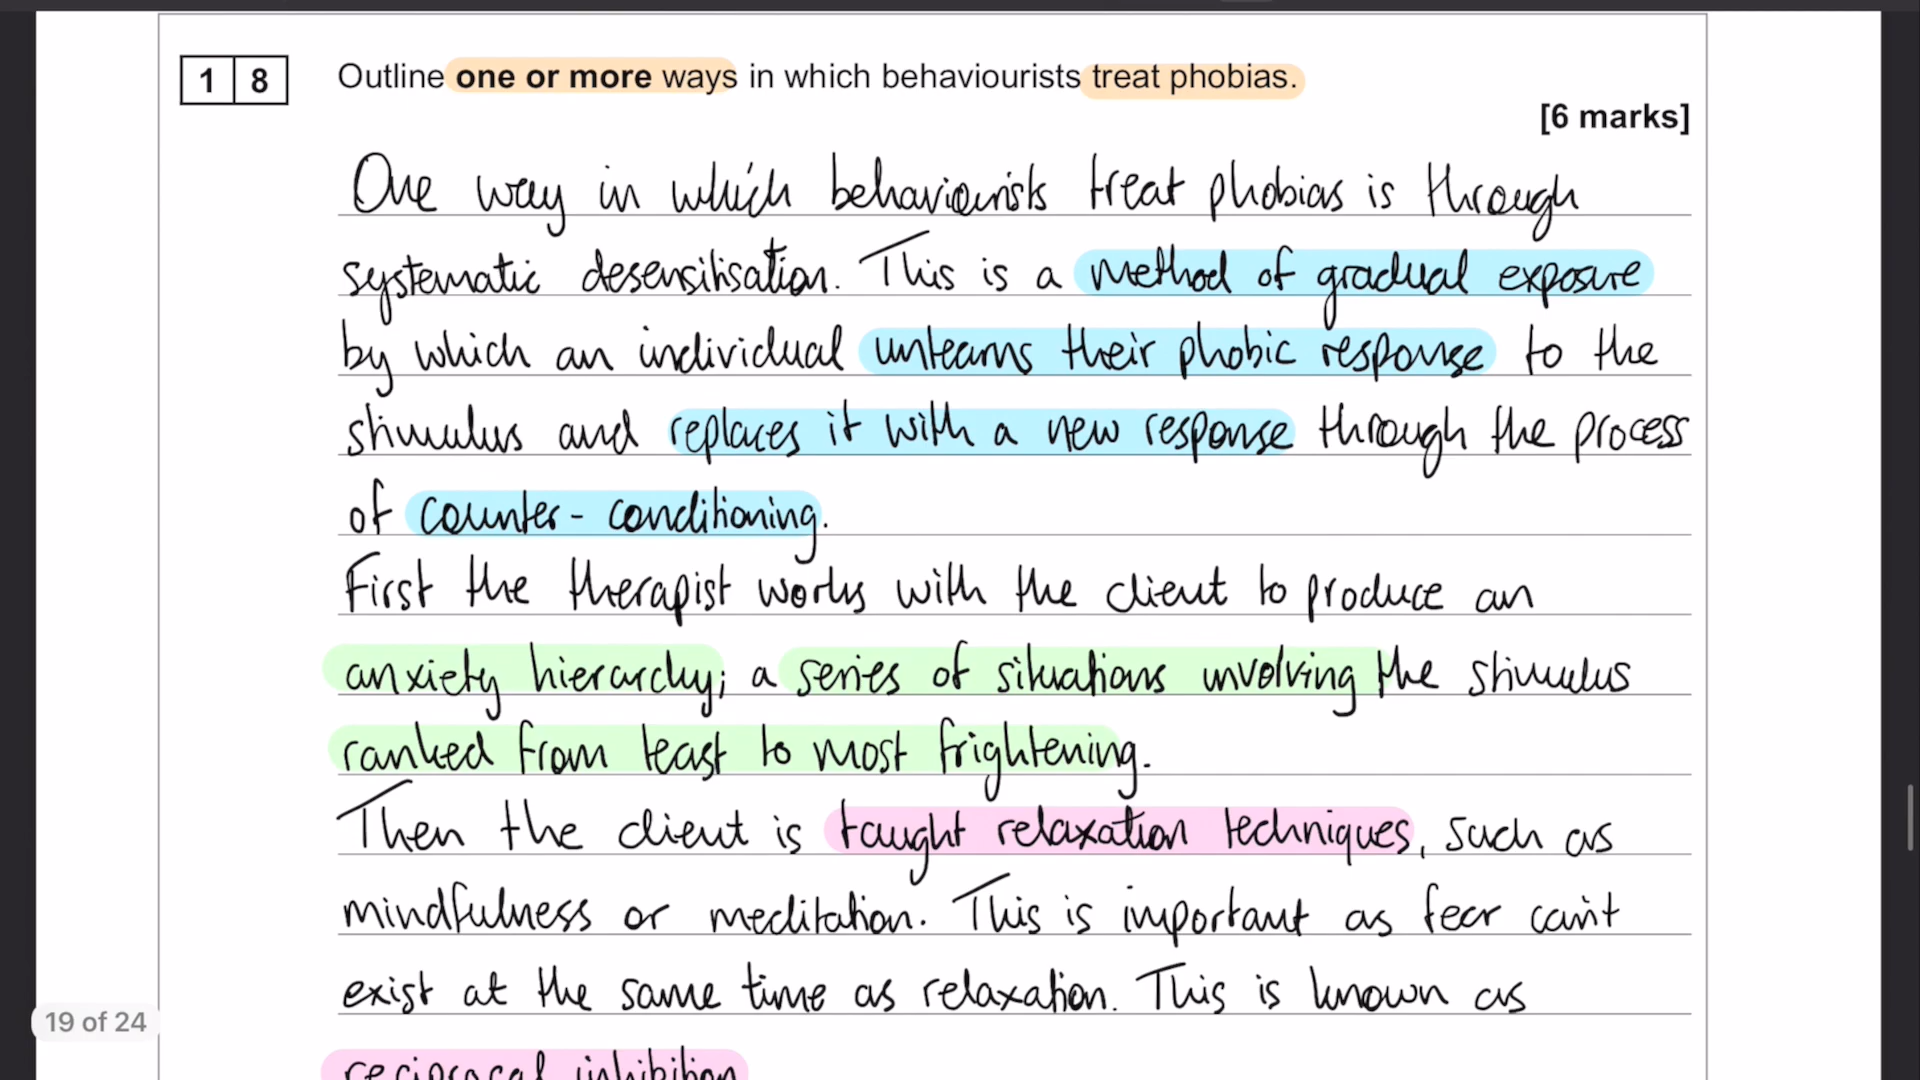 18 Outline one or more ways in which behaviourists treat phobias.
[6 marks]
One way in which behaviourists treat phobias is through
systematic desensitisation. This is a method of gradual exposure
by which an individual unlearns their phobic response to the
stimulus and replaces it with a new response through the process
of counter-conditioning.
First the therapist works with the client to produce an
anxiety hierarchy; a series of situations involving the stimulus
ranked from least to most frightening.
Then the client is taught relaxation techniques, such as
mindfulness or meditation. This is important as fear can't
exist at the same time as relaxation. This is known as
reciprocal inhibition
19 of 24